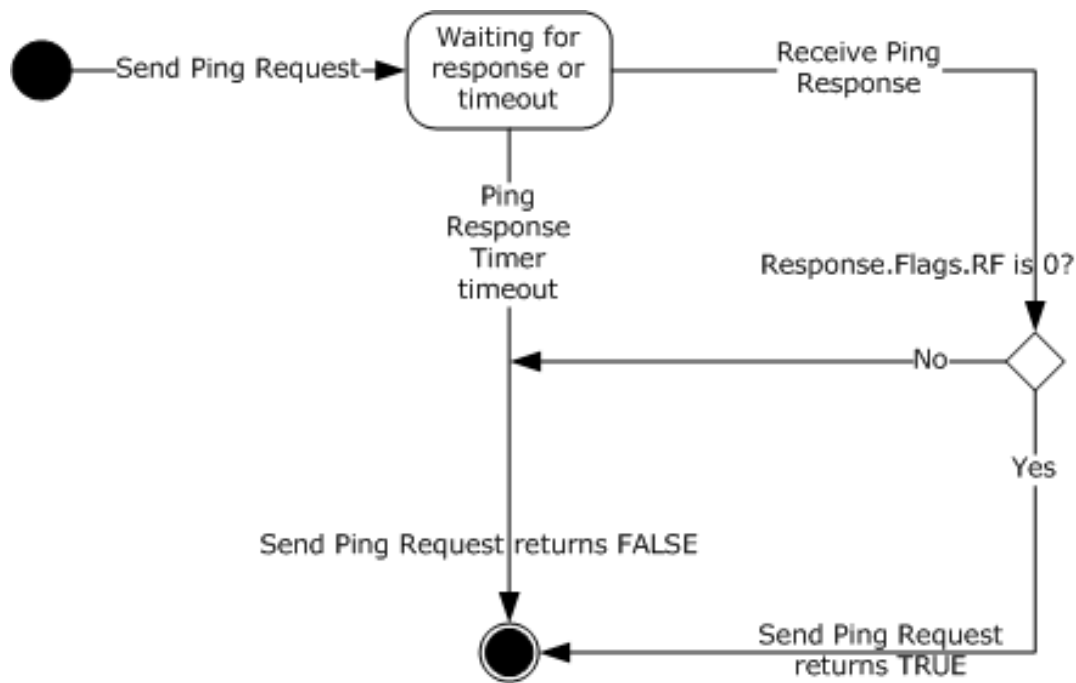 Send Ping Request
Waiting for
response or
timeout
Receive Ping
Response
Ping
Response
Timer
timeout
Response.Flags.RF is 0?
No
Yes
Send Ping Request returns FALSE
Send Ping Request
returns TRUE